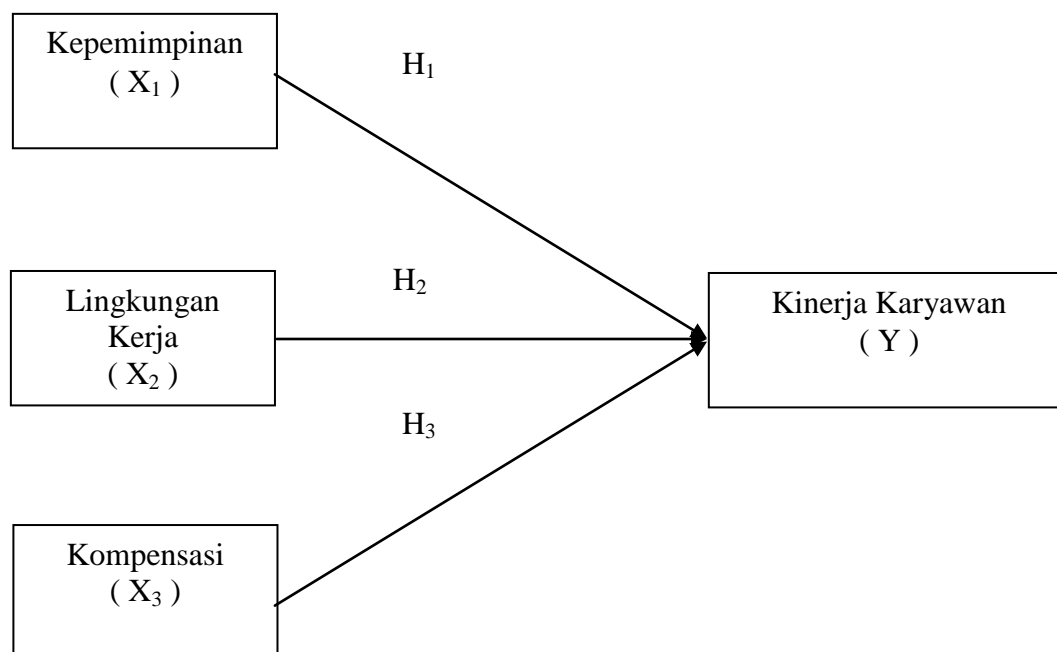 Kepemimpinan
( X₁ )
H₁
Lingkungan
Kerja
( X₂ )
H₂
Kinerja Karyawan
( Y )
H₃
Kompensasi
( X₃ )